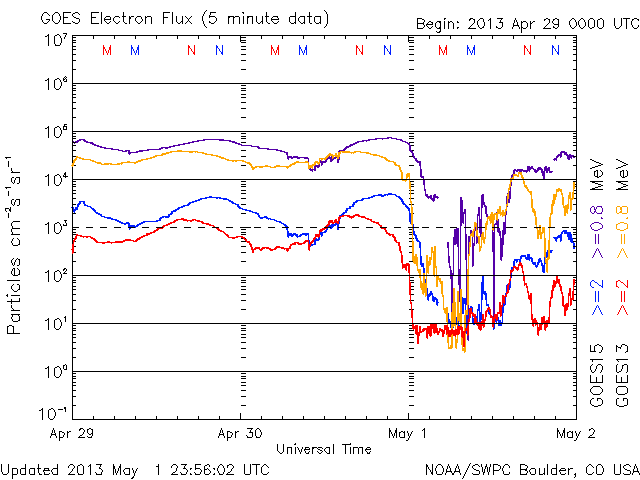 GOES Electron Flux (5 minute data)
Begin: 2013 Apr 29 0000 UTC
M M N N M M N N M M N N
10⁷
10⁶
10⁵
10⁴
10³
10²
10¹
10⁰
10⁻¹
Particles cm⁻²s⁻¹sr⁻¹
Apr 29 Apr 30 May 1 May 2
Universal Time
GOES15 >=2 >=0.8 MeV
GOES13 >=2 >=0.8 MeV
Updated 2013 May 1 23:56:02 UTC
NOAA/SWPC Boulder, CO USA